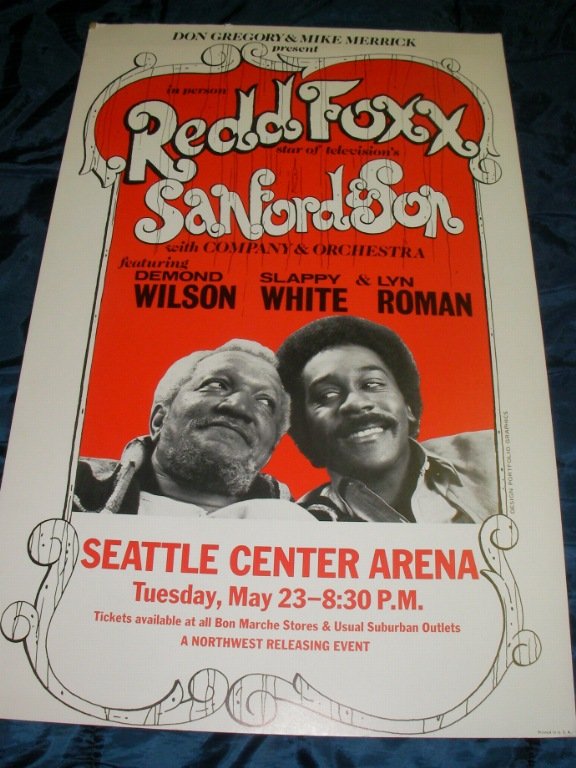 DON GREGORY & MIKE MERRICK
present
in person
Redd Foxx
star of television's
Sanford & Son
with COMPANY & ORCHESTRA
featuring
DEMOND WILSON SLAPPY WHITE & LYN ROMAN
DESIGN PORTFOLIO GRAPHICS
SEATTLE CENTER ARENA
Tuesday, May 23–8:30 P.M.
Tickets available at all Bon Marche Stores & Usual Suburban Outlets
A NORTHWEST RELEASING EVENT
Printed in U.S.A.